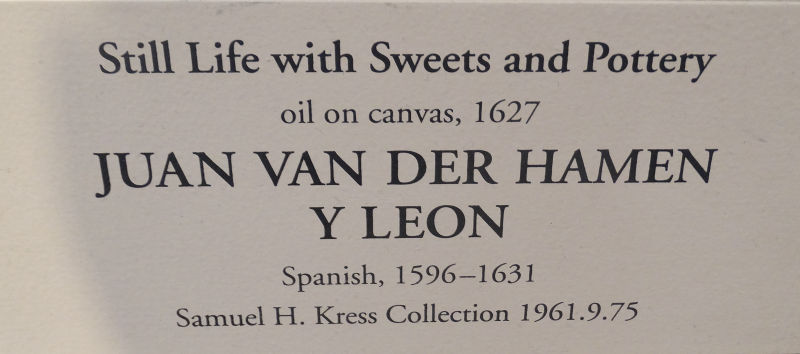 Still Life with Sweets and Pottery
oil on canvas, 1627
JUAN VAN DER HAMEN
Y LEON
Spanish, 1596–1631
Samuel H. Kress Collection 1961.9.75